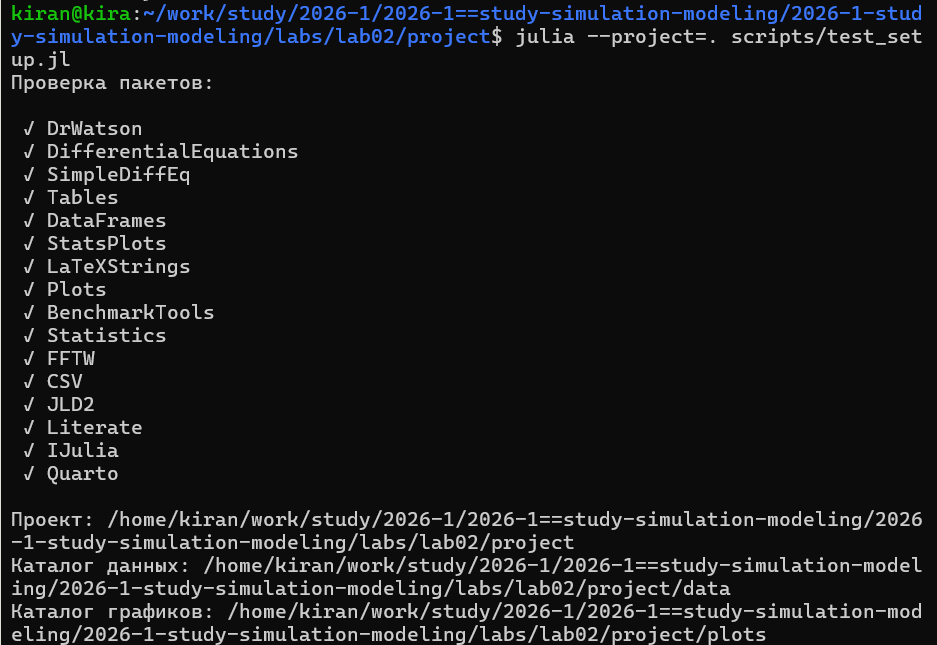 kiran@kira:~/work/study/2026-1/2026-1==study-simulation-modeling/2026-1-stud
y-simulation-modeling/labs/lab02/project$ julia --project=. scripts/test_set
up.jl
Проверка пакетов:
✓ DrWatson
✓ DifferentialEquations
✓ SimpleDiffEq
✓ Tables
✓ DataFrames
✓ StatsPlots
✓ LaTeXStrings
✓ Plots
✓ BenchmarkTools
✓ Statistics
✓ FFTW
✓ CSV
✓ JLD2
✓ Literate
✓ IJulia
✓ Quarto
Проект: /home/kiran/work/study/2026-1/2026-1==study-simulation-modeling/2026
-1-study-simulation-modeling/labs/lab02/project
Каталог данных: /home/kiran/work/study/2026-1/2026-1==study-simulation-model
ing/2026-1-study-simulation-modeling/labs/lab02/project/data
Каталог графиков: /home/kiran/work/study/2026-1/2026-1==study-simulation-mod
eling/2026-1-study-simulation-modeling/labs/lab02/project/plots